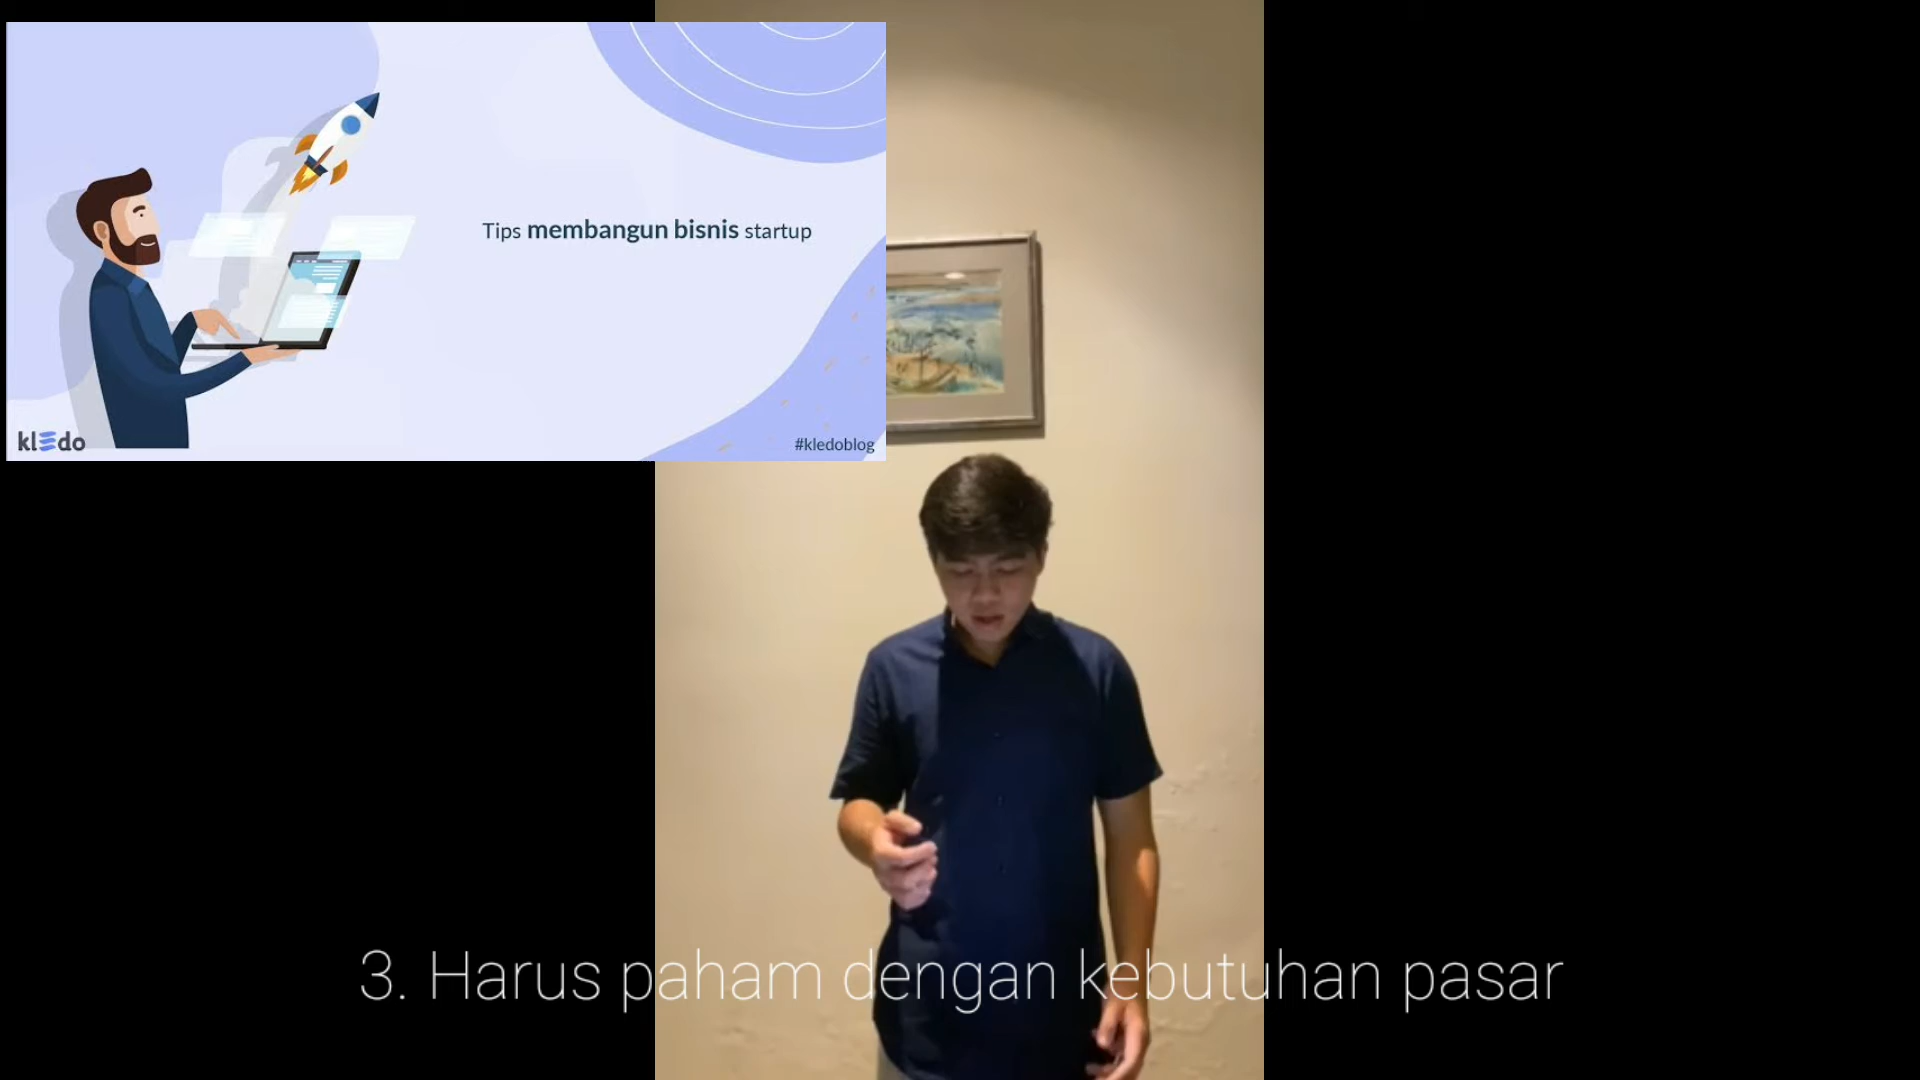 Tips membangun bisnis startup
kledo
#kledoblog
3. Harus paham dengan kebutuhan pasar